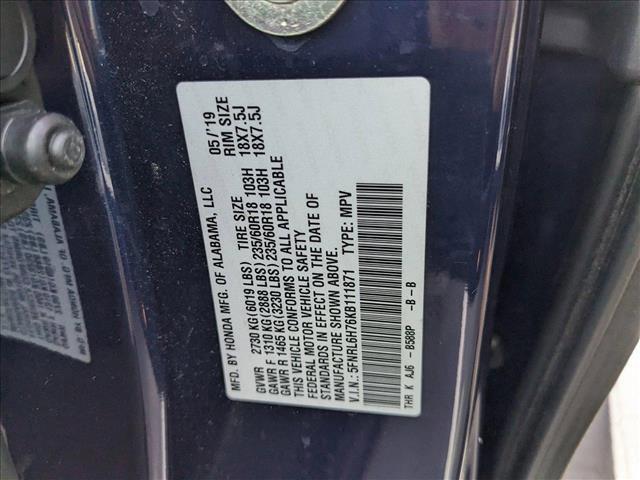 MFD. BY HONDA MFG. OF ALABAMA, LLC 05/'19
TIRE SIZE RIM SIZE
GVWR 2730 KG (6019 LBS)
GAWR F 1310 KG (2888 LBS) 235/60R18 103H 18X7.5J
GAWR R 1465 KG (3230 LBS) 235/60R18 103H 18X7.5J
THIS VEHICLE CONFORMS TO ALL APPLICABLE
FEDERAL MOTOR VEHICLE SAFETY
STANDARDS IN EFFECT ON THE DATE OF
MANUFACTURE SHOWN ABOVE.
V.I.N.: 5FNRL6H76KB111871 TYPE: MPV
THR K AJ6 - B588P -B-B